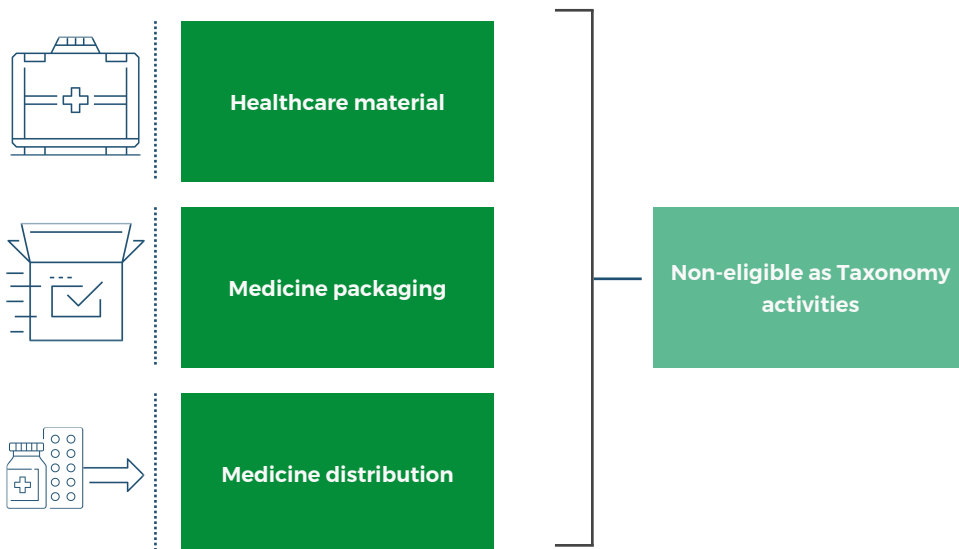 Healthcare material
Medicine packaging
Non-eligible as Taxonomy
activities
Medicine distribution